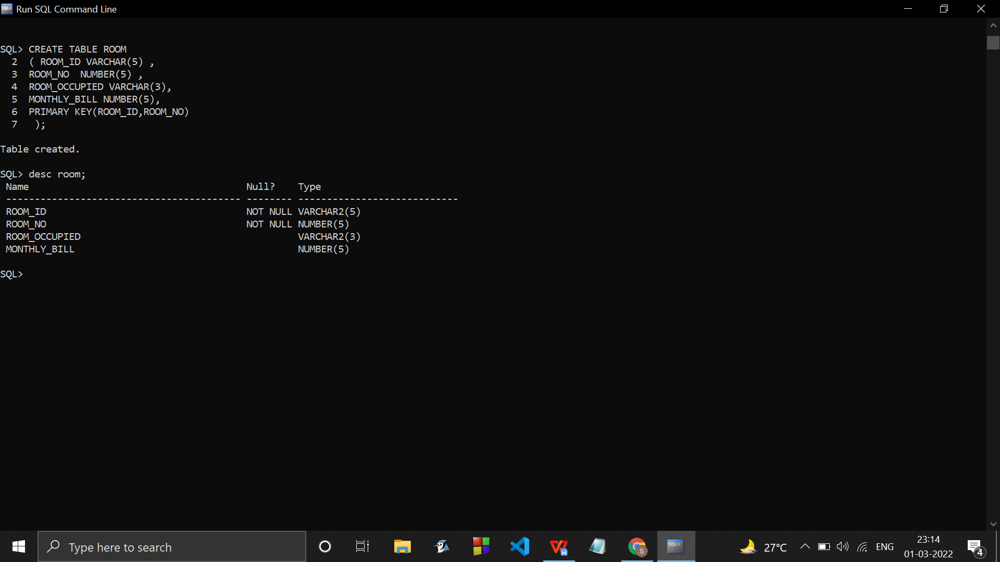 Run SQL Command Line
SQL> CREATE TABLE ROOM
  2  ( ROOM_ID VARCHAR(5) ,
  3  ROOM_NO  NUMBER(5) ,
  4  ROOM_OCCUPIED VARCHAR(3),
  5  MONTHLY_BILL NUMBER(5),
  6  PRIMARY KEY(ROOM_ID,ROOM_NO)
  7   );
Table created.
SQL> desc room;
 Name                                      Null?    Type
 ----------------------------------------- -------- ----------------------------
 ROOM_ID                                   NOT NULL VARCHAR2(5)
 ROOM_NO                                   NOT NULL NUMBER(5)
 ROOM_OCCUPIED                                      VARCHAR2(3)
 MONTHLY_BILL                                       NUMBER(5)
SQL>
Type here to search
27°C
ENG
23:14
01-03-2022
4